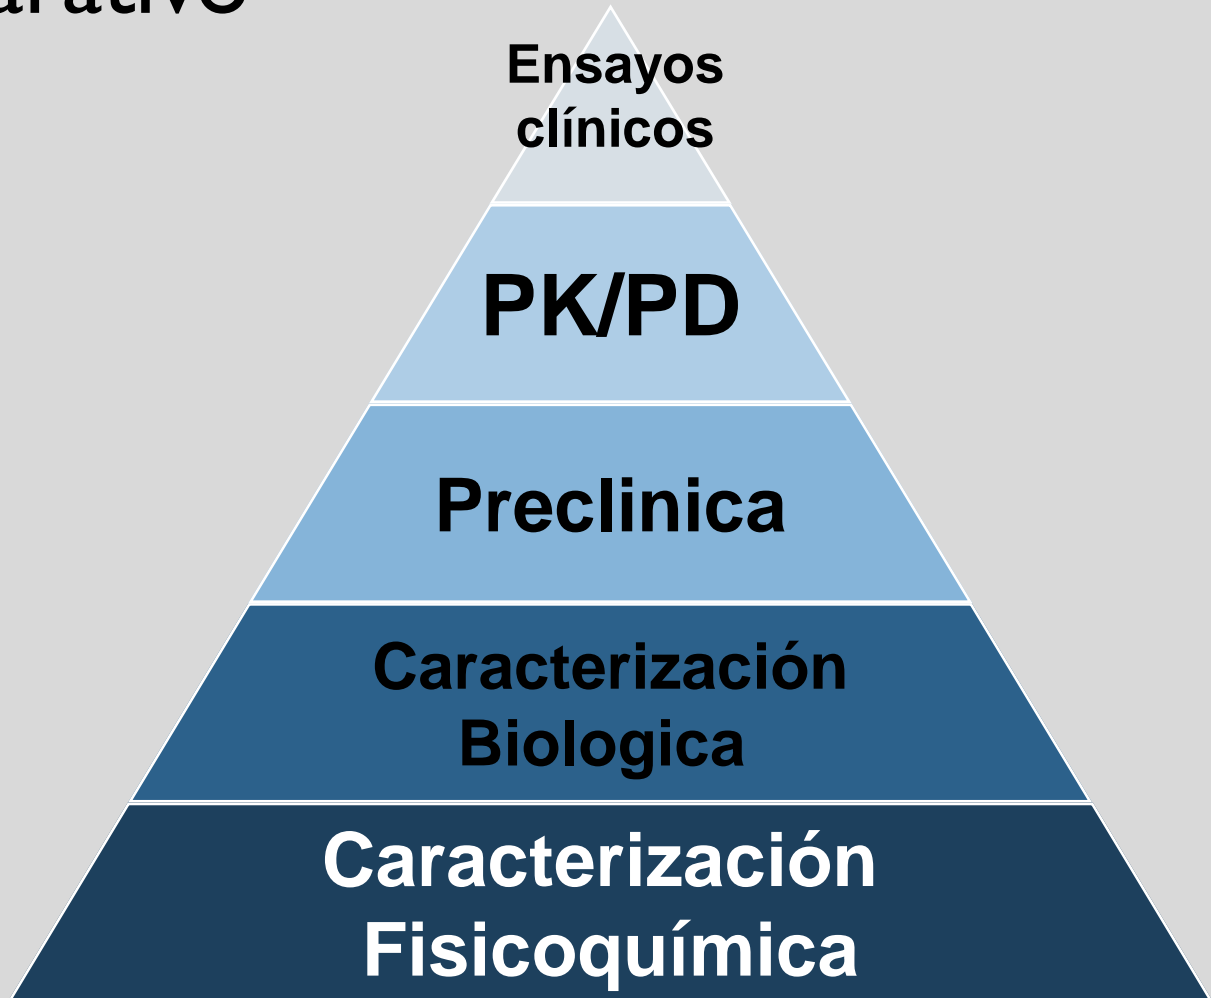 Ensayos
clínicos
PK/PD
Preclinica
Caracterización
Biologica
Caracterización
Fisicoquímica